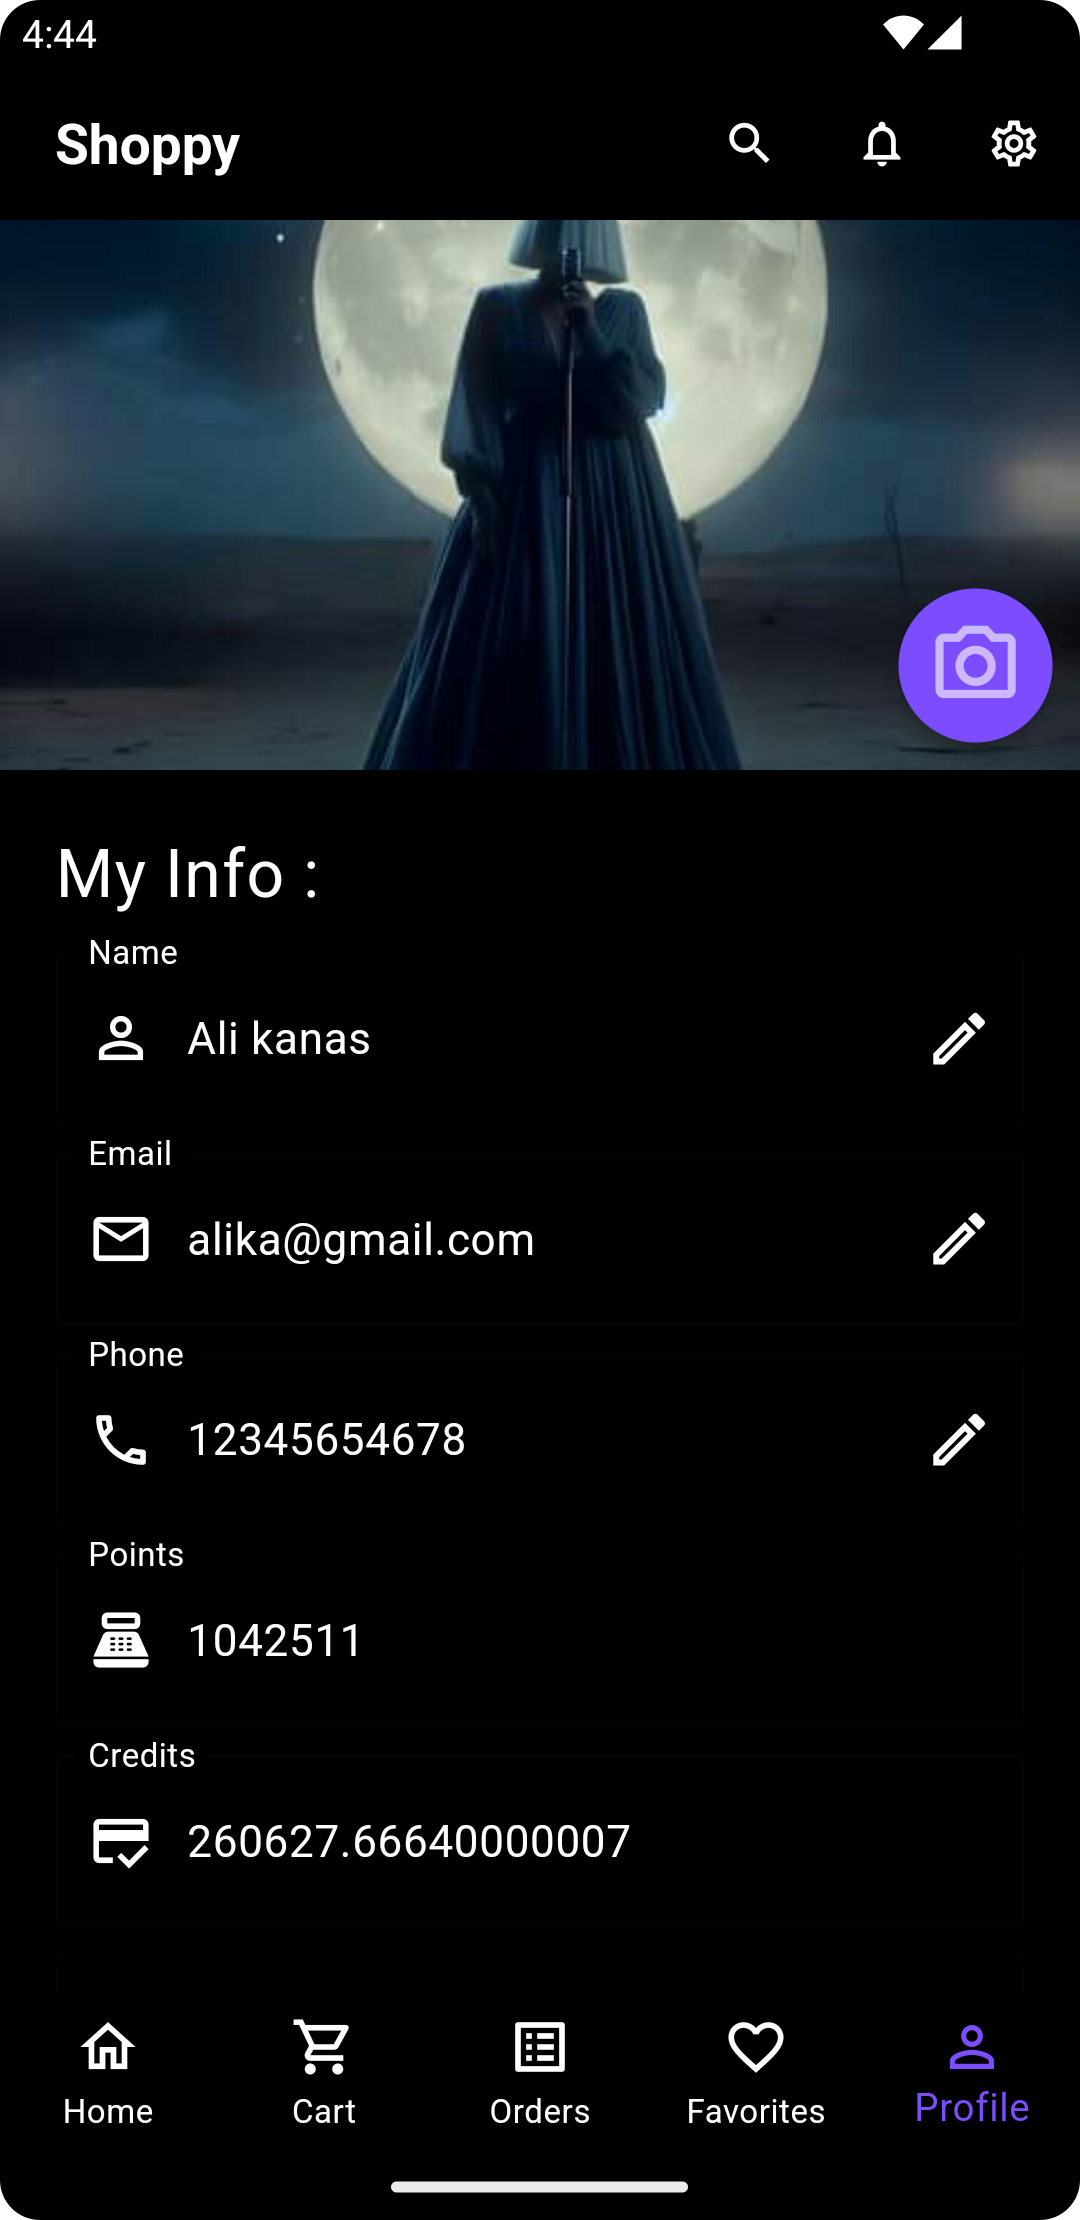 4:44
Shoppy
My Info :
Name
Ali kanas
Email
alika@gmail.com
Phone
12345654678
Points
1042511
Credits
260627.66640000007
Home
Cart
Orders
Favorites
Profile